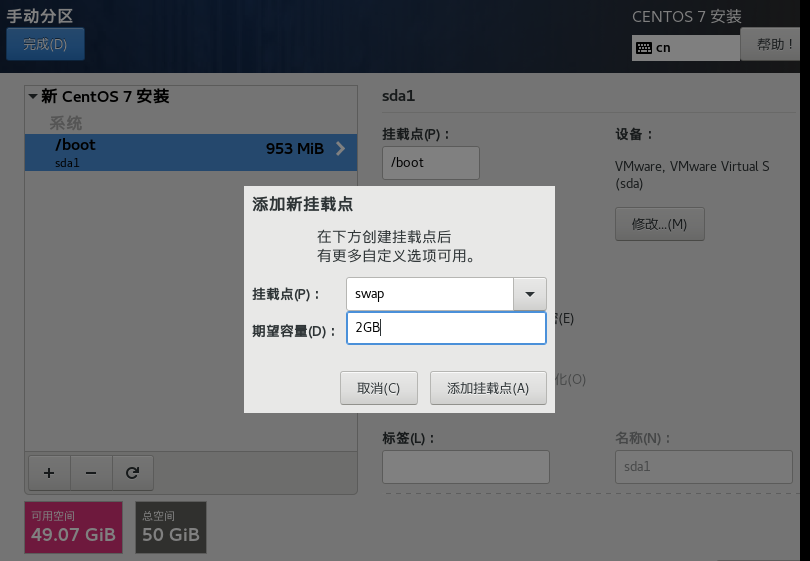 手动分区
完成(D)
CENTOS 7 安装
cn
帮助！
新 CentOS 7 安装
系统
/boot
sda1
953 MiB
sda1
挂载点(P)：
/boot
设备：
VMware, VMware Virtual S
(sda)
修改...(M)
添加新挂载点
在下方创建挂载点后
有更多自定义选项可用。
挂载点(P)：
swap
期望容量(D)：
2GB
取消(C)
添加挂载点(A)
(E)
化(O)
标签(L)：
名称(N)：
sda1
可用空间
49.07 GiB
总空间
50 GiB